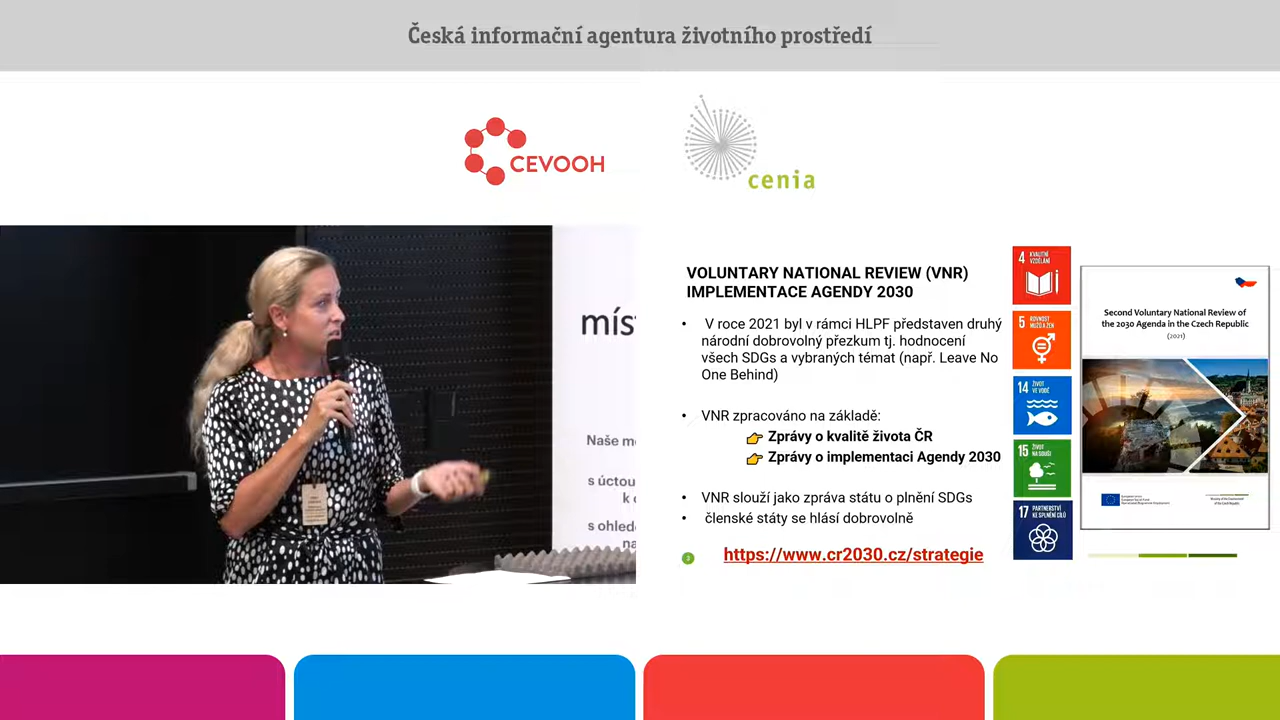 Česká informační agentura životního prostředí
CEVOOH
cenia
mís
Naše m
s úctou
k
s ohled
na
VOLUNTARY NATIONAL REVIEW (VNR)
IMPLEMENTACE AGENDY 2030
• V roce 2021 byl v rámci HLPF představen druhý
národní dobrovolný přezkum tj. hodnocení
všech SDGs a vybraných témat (např. Leave No
One Behind)
• VNR zpracováno na základě:
👉 Zprávy o kvalitě života ČR
👉 Zprávy o implementaci Agendy 2030
• VNR slouží jako zpráva státu o plnění SDGs
• členské státy se hlásí dobrovolně
3
https://www.cr2030.cz/strategie
4 KVALITNÍ
VZDĚLÁNÍ
5 ROVNOST
MUŽŮ A ŽEN
14 ŽIVOT
VE VODĚ
15 ŽIVOT
NA SOUŠI
17 PARTNERSTVÍ
KE SPLNĚNÍ CÍLŮ
Second Voluntary National Review of
the 2030 Agenda in the Czech Republic
(2021)